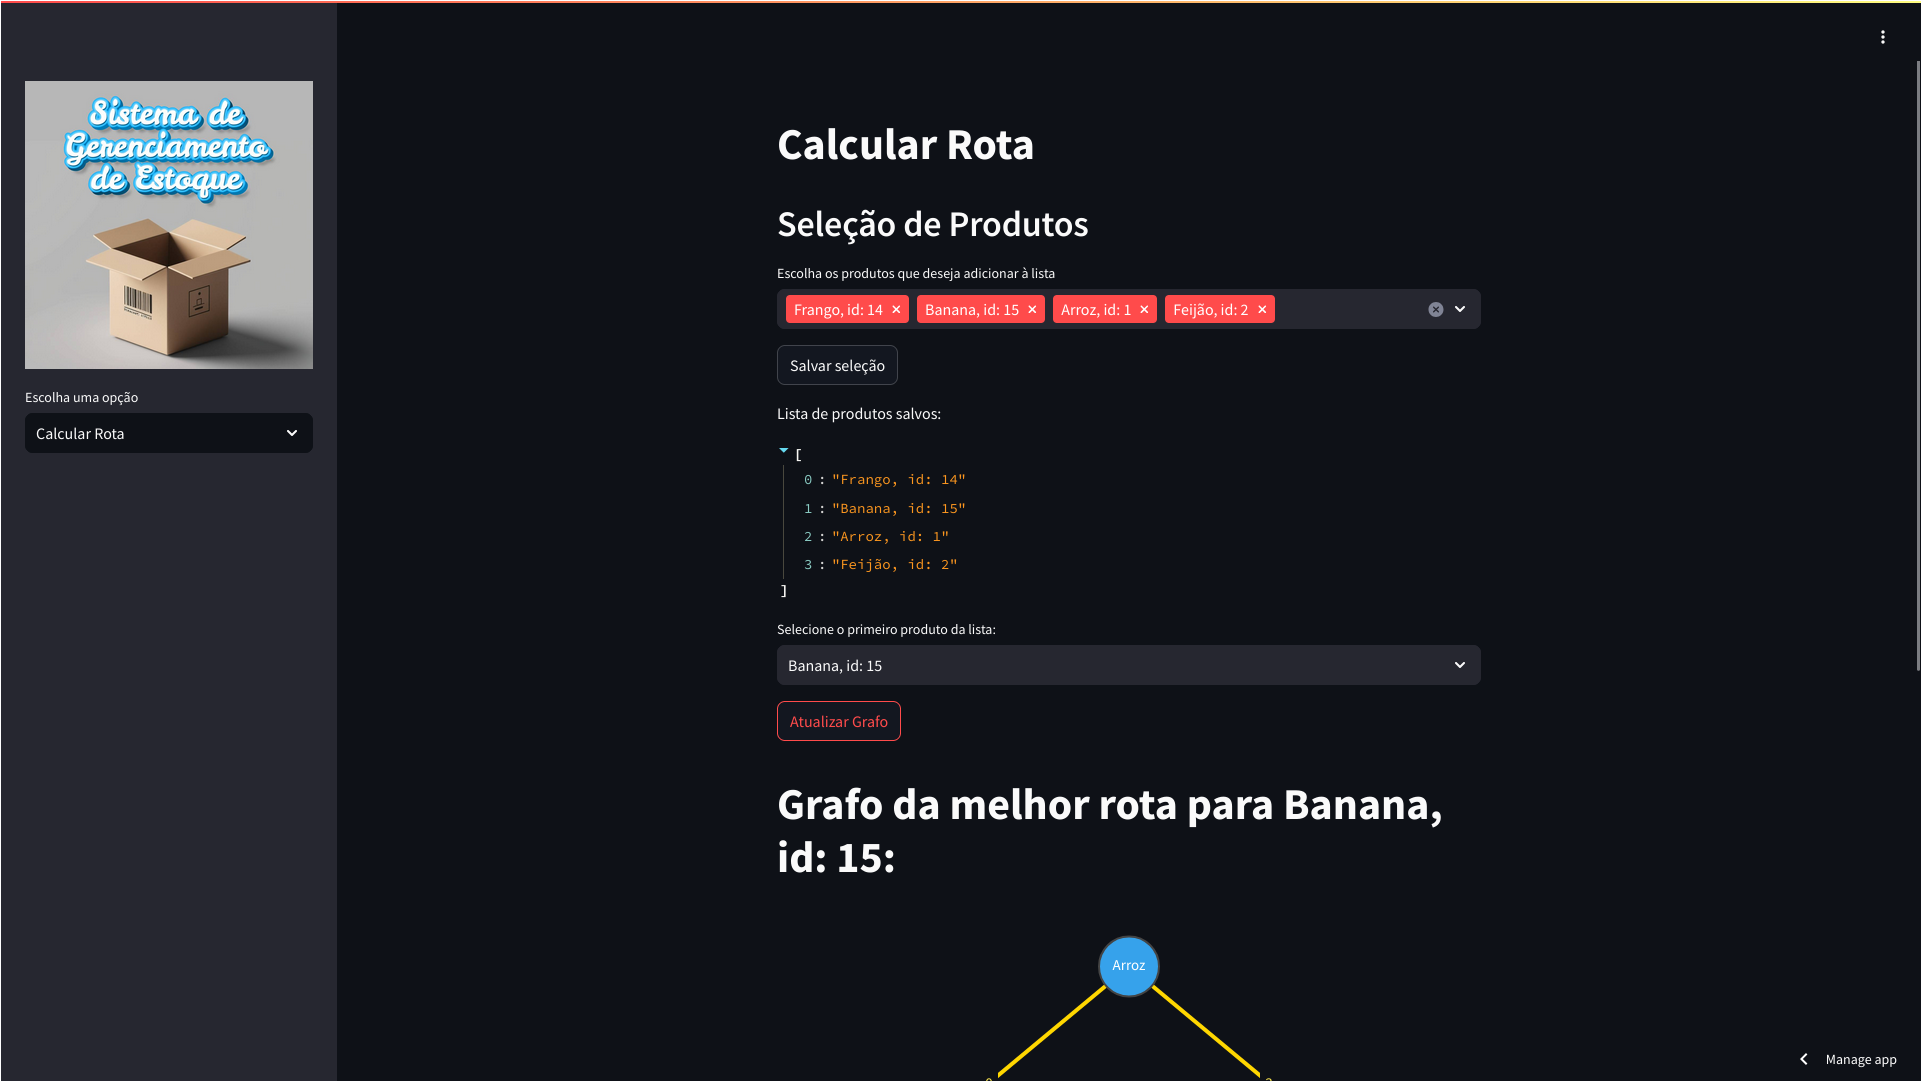 Sistema de
Gerenciamento
de Estoque
Escolha uma opção
Calcular Rota
Calcular Rota
Seleção de Produtos
Escolha os produtos que deseja adicionar à lista
Frango, id: 14 Banana, id: 15 Arroz, id: 1 Feijão, id: 2
Salvar seleção
Lista de produtos salvos:
[
0 : "Frango, id: 14"
1 : "Banana, id: 15"
2 : "Arroz, id: 1"
3 : "Feijão, id: 2"
]
Selecione o primeiro produto da lista:
Banana, id: 15
Atualizar Grafo
Grafo da melhor rota para Banana,
id: 15:
Arroz
Manage app